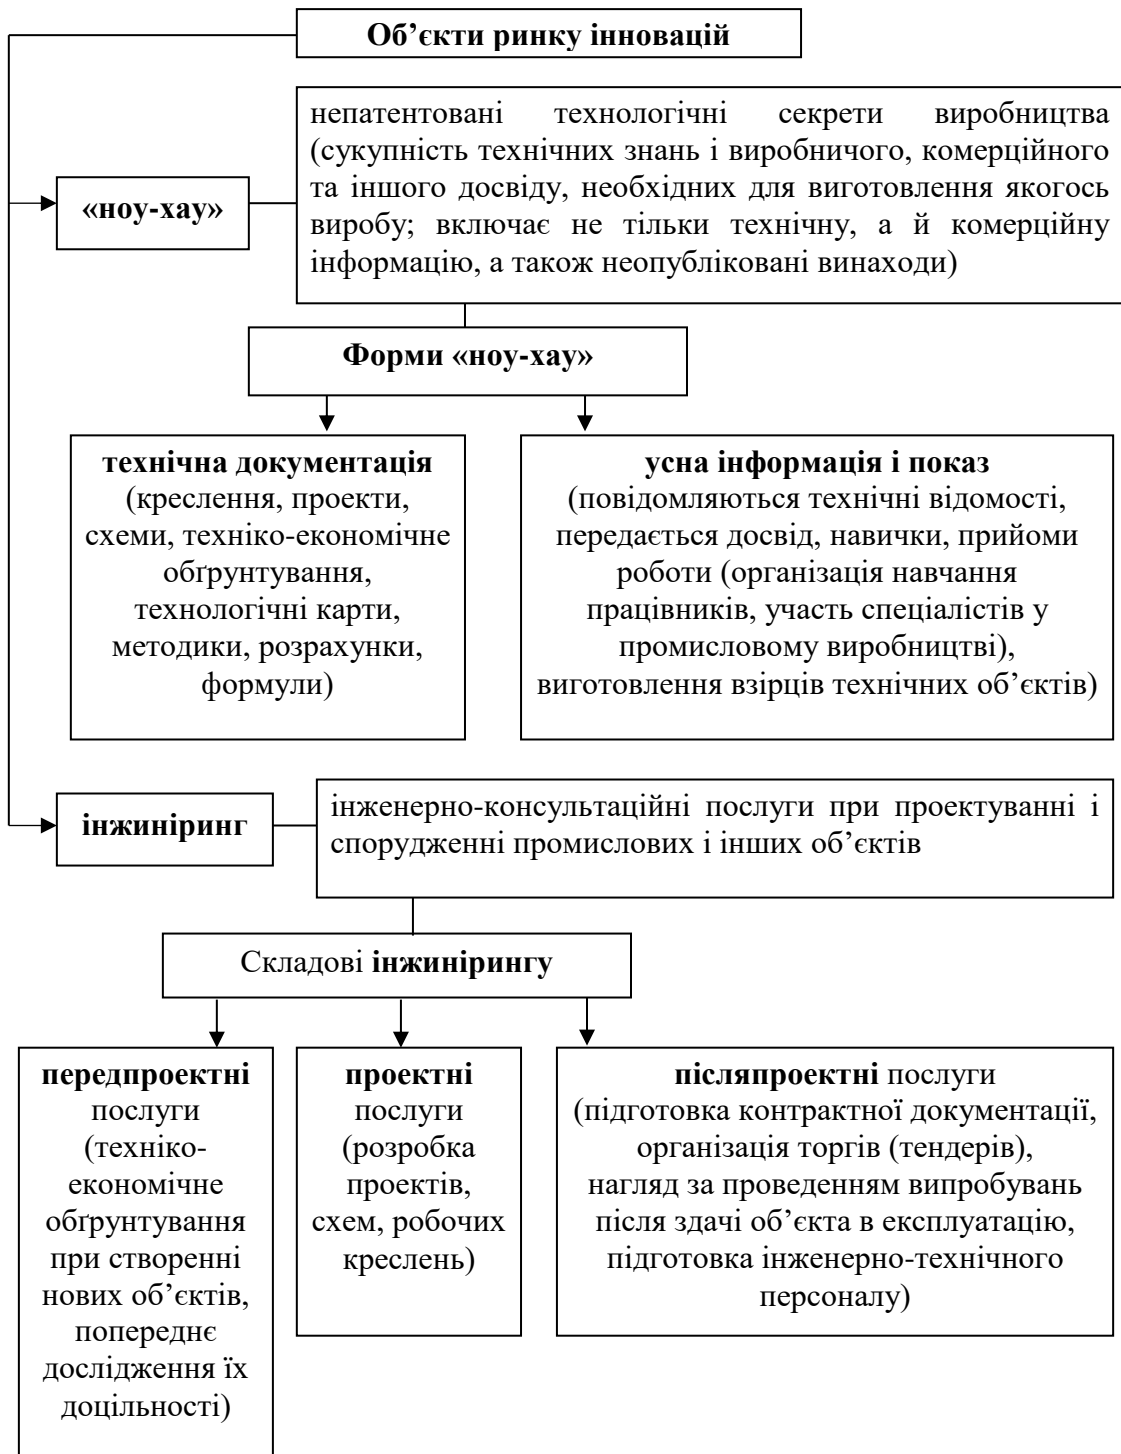 Об’єкти ринку інновацій
«ноу-хау»
непатентовані технологічні секрети виробництва
(сукупність технічних знань і виробничого, комерційного
та іншого досвіду, необхідних для виготовлення якогось
виробу; включає не тільки технічну, а й комерційну
інформацію, а також неопубліковані винаходи)
Форми «ноу-хау»
технічна документація
(креслення, проекти,
схеми, техніко-економічне
обґрунтування,
технологічні карти,
методики, розрахунки,
формули)
усна інформація і показ
(повідомляються технічні відомості,
передається досвід, навички, прийоми
роботи (організація навчання
працівників, участь спеціалістів у
промисловому виробництві),
виготовлення взірців технічних об’єктів)
інжиніринг
інженерно-консультаційні послуги при проектуванні і
спорудженні промислових і інших об’єктів
Складові інжинірингу
передпроектні
послуги
(техніко-
економічне
обґрунтування
при створенні
нових об’єктів,
попереднє
дослідження їх
доцільності)
проектні
послуги
(розробка
проектів,
схем, робочих
креслень)
післяпроектні послуги
(підготовка контрактної документації,
організація торгів (тендерів),
нагляд за проведенням випробувань
після здачі об’єкта в експлуатацію,
підготовка інженерно-технічного
персоналу)